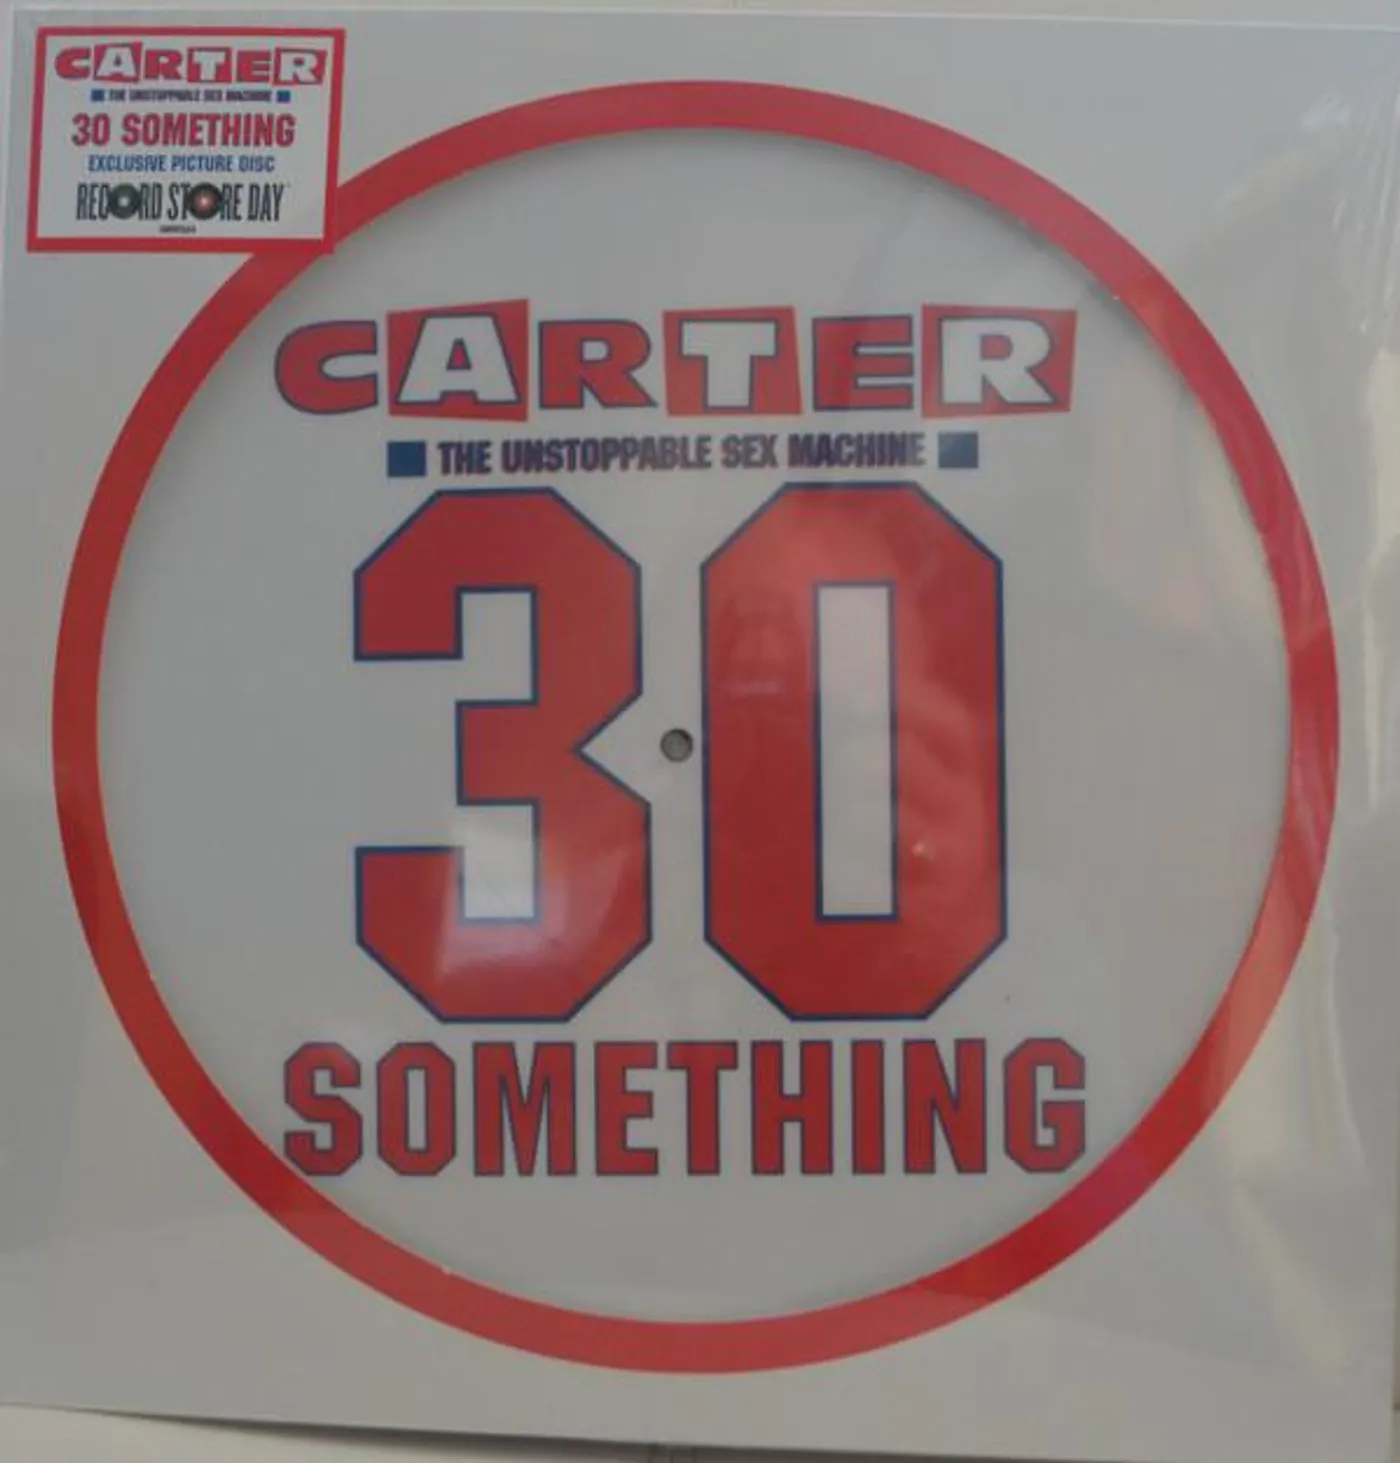 CARTER
THE UNSTOPPABLE SEX MACHINE
30 SOMETHING
EXCLUSIVE PICTURE DISC
RECORD STORE DAY
CARTER
THE UNSTOPPABLE SEX MACHINE
30
SOMETHING